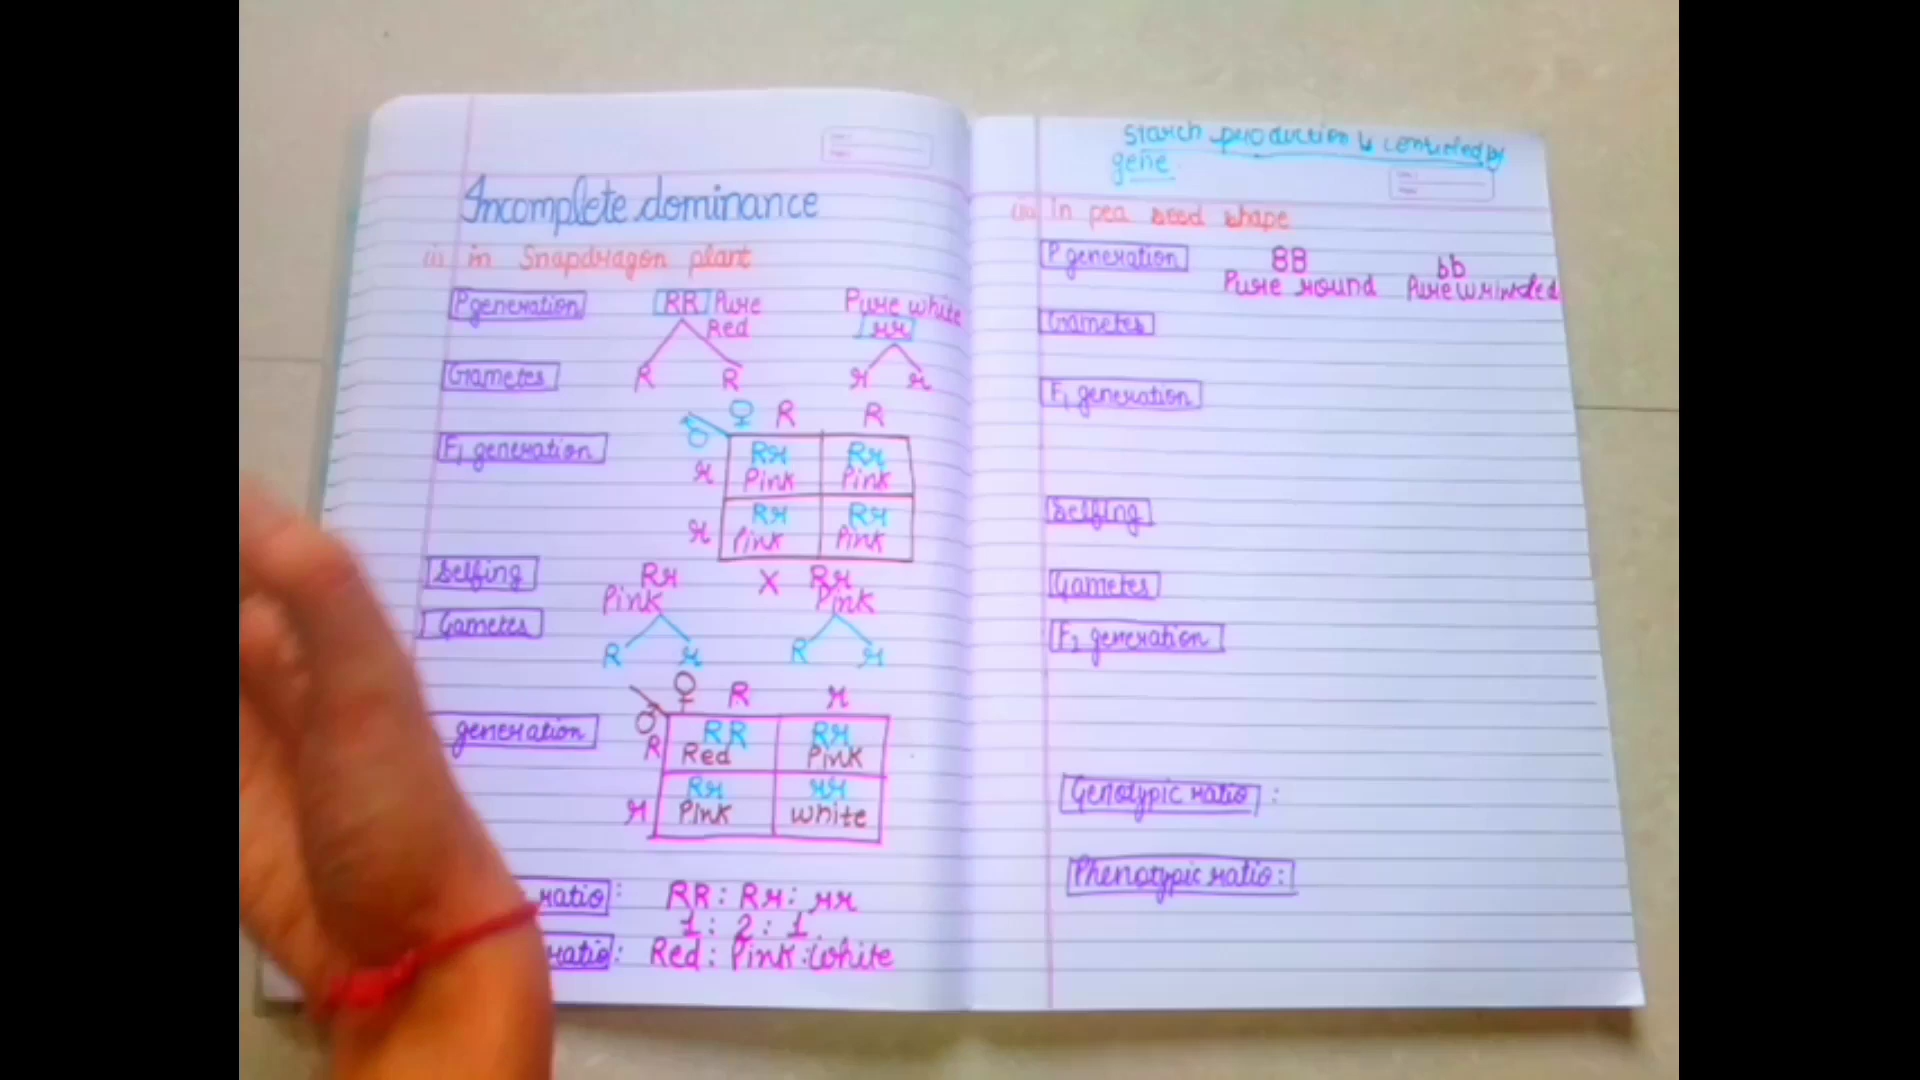 Incomplete dominance
(i) in Snapdragon plant
P generation RR Pure Red Pure white rr
Gametes R R r r
♂ ♀ R R
F1 generation
r Rr Pink Rr Pink
r Rr Pink Rr Pink
Selfing Rr Pink X Rr Pink
Gametes
R r R r
♂ ♀ R r
generation
R RR Red Rr Pink
r Rr Pink rr white
ratio: RR : Rr : rr
1 : 2 : 1
ratio: Red : Pink : White
Starch production is controled by
gene
In pea seed shape
P generation BB bb
Pure round Pure wrincled
Gametes
F1 generation
Selfing
Gametes
F2 generation
Genotypic ratio :
Phenotypic ratio :